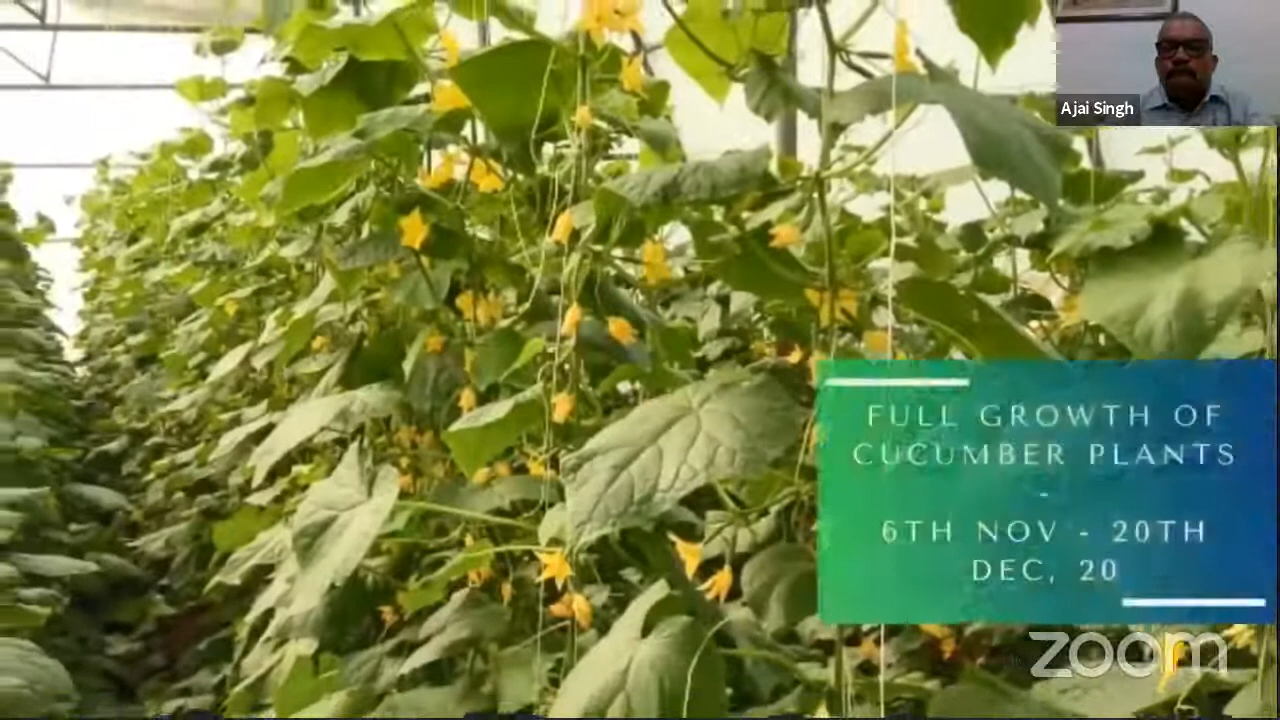 Ajai Singh
FULL GROWTH OF
CUCUMBER PLANTS
-
6TH NOV - 20TH
DEC, 20
zoom